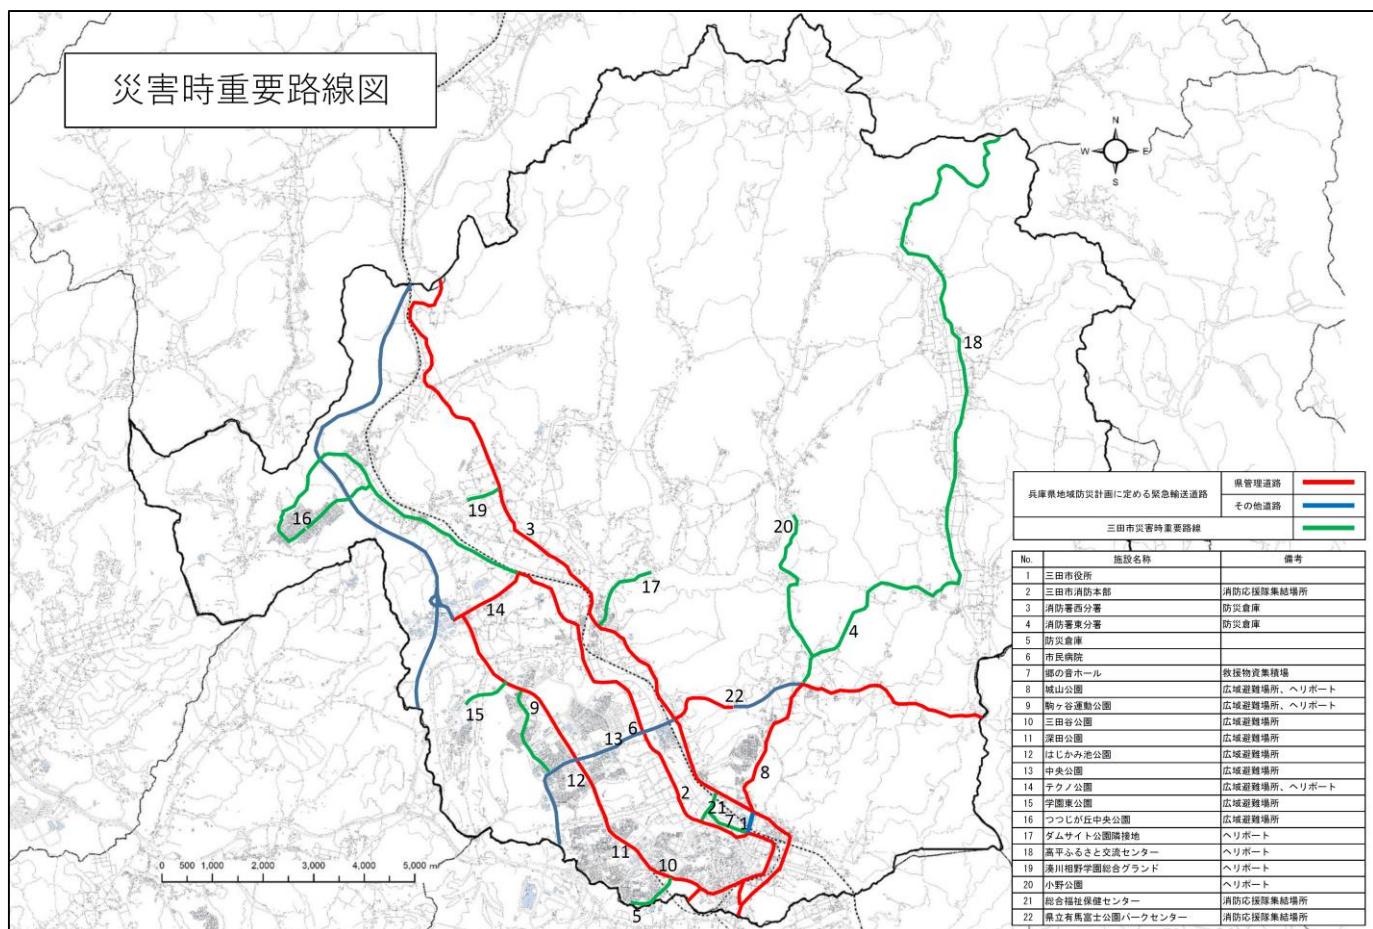 災害時重要路線図
N
W E
S
兵庫県地域防災計画に定める緊急輸送道路 県管理道路
その他道路
三田市災害時重要路線
No. 施設名称 備考
1 三田市役所
2 三田市消防本部 消防応援隊集結場所
3 消防署西分署 防災倉庫
4 消防署東分署 防災倉庫
5 防災倉庫
6 市民病院
7 郷の音ホール 救援物資集積場
8 城山公園 広域避難場所、ヘリポート
9 駒ヶ谷運動公園 広域避難場所、ヘリポート
10 三田谷公園 広域避難場所
11 深田公園 広域避難場所
12 はじかみ池公園 広域避難場所
13 中央公園 広域避難場所
14 テクノ公園 広域避難場所、ヘリポート
15 学園東公園 広域避難場所
16 つつじが丘中央公園 広域避難場所
17 ダムサイト公園隣接地 ヘリポート
18 高平ふるさと交流センター ヘリポート
19 湊川相野学園総合グランド ヘリポート
20 小野公園 ヘリポート
21 総合福祉保健センター 消防応援隊集結場所
22 県立有馬富士公園パークセンター 消防応援隊集結場所
18
16
19
3
20
17
14
4
15
9
22
6
13
12
8
2
21
7
1
11
10
5
0 500 1,000 2,000 3,000 4,000 5,000 m